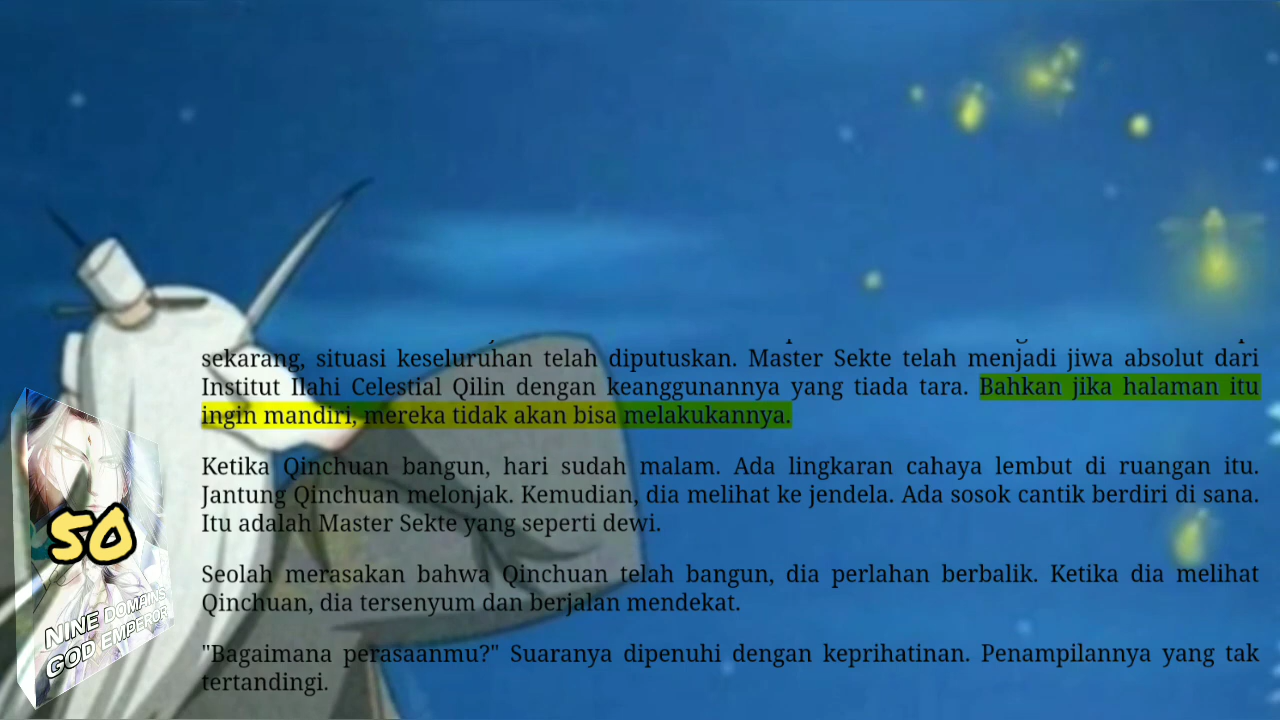 sekarang, situasi keseluruhan telah diputuskan. Master Sekte telah menjadi jiwa absolut dari
Institut Ilahi Celestial Qilin dengan keanggunannya yang tiada tara. Bahkan jika halaman itu
ingin mandiri, mereka tidak akan bisa melakukannya.
Ketika Qinchuan bangun, hari sudah malam. Ada lingkaran cahaya lembut di ruangan itu.
Jantung Qinchuan melonjak. Kemudian, dia melihat ke jendela. Ada sosok cantik berdiri di sana.
Itu adalah Master Sekte yang seperti dewi.
Seolah merasakan bahwa Qinchuan telah bangun, dia perlahan berbalik. Ketika dia melihat
Qinchuan, dia tersenyum dan berjalan mendekat.
"Bagaimana perasaanmu?" Suaranya dipenuhi dengan keprihatinan. Penampilannya yang tak
tertandingi.
50
NINE DOMAINS
GOD EMPEROR